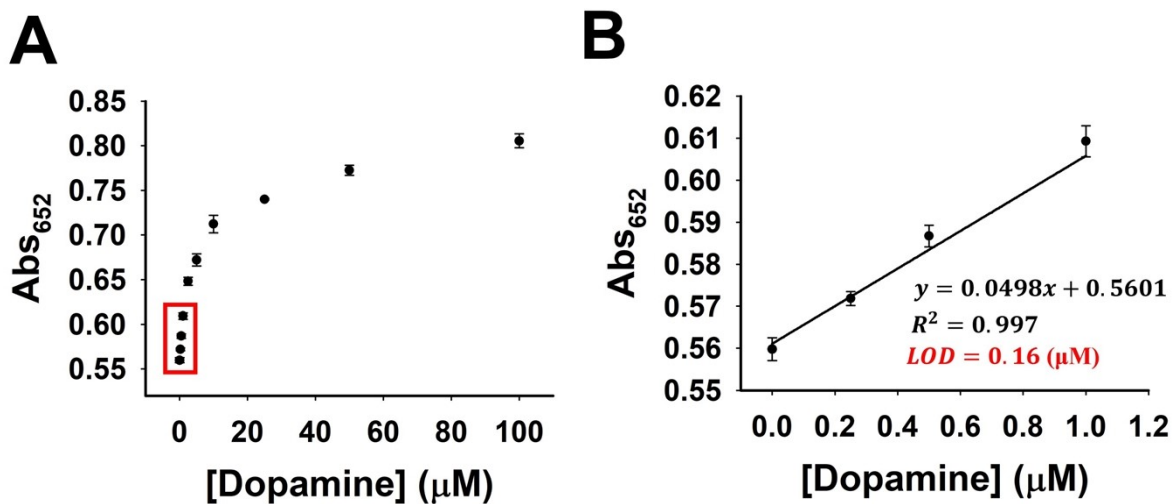 A
Abs652
0.85
0.80
0.75
0.70
0.65
0.60
0.55
0 20 40 60 80 100
[Dopamine] (μM)
B
Abs652
0.62
0.61
0.60
0.59
0.58
0.57
0.56
0.55
y = 0.0498x + 0.5601
R² = 0.997
LOD = 0.16 (μM)
0.0 0.2 0.4 0.6 0.8 1.0 1.2
[Dopamine] (μM)